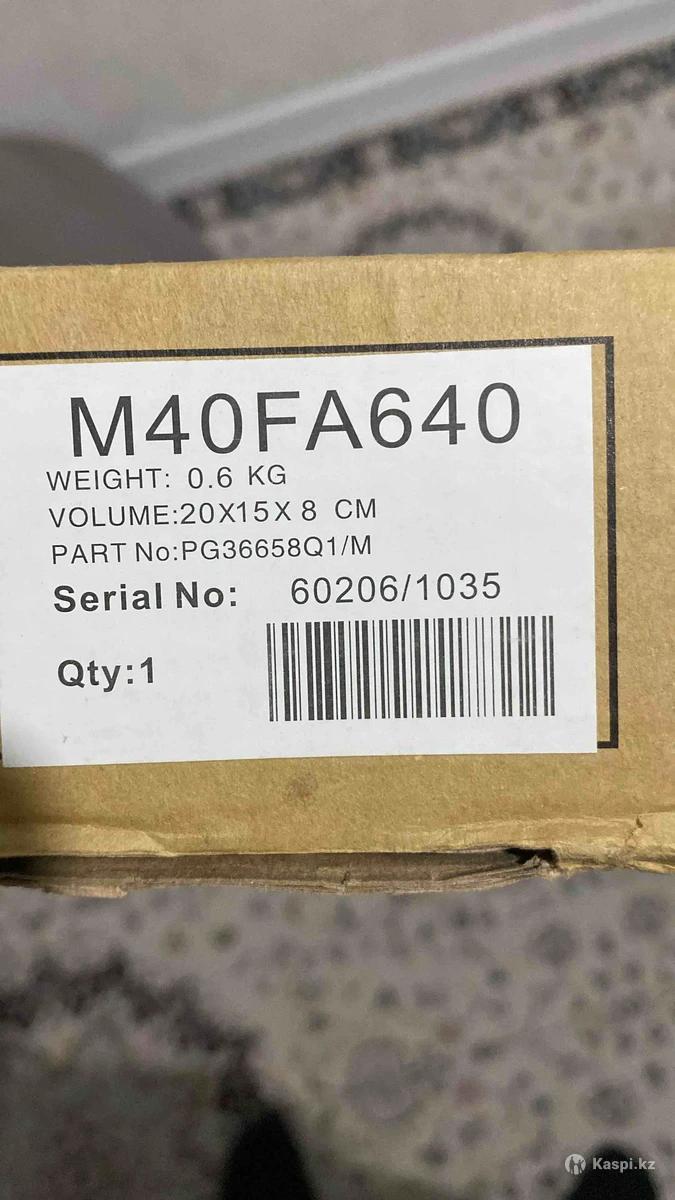 M40FA640
WEIGHT: 0.6 KG
VOLUME:20X15X 8 CM
PART No:PG36658Q1/M
Serial No: 60206/1035
Qty:1
Kaspi.kz